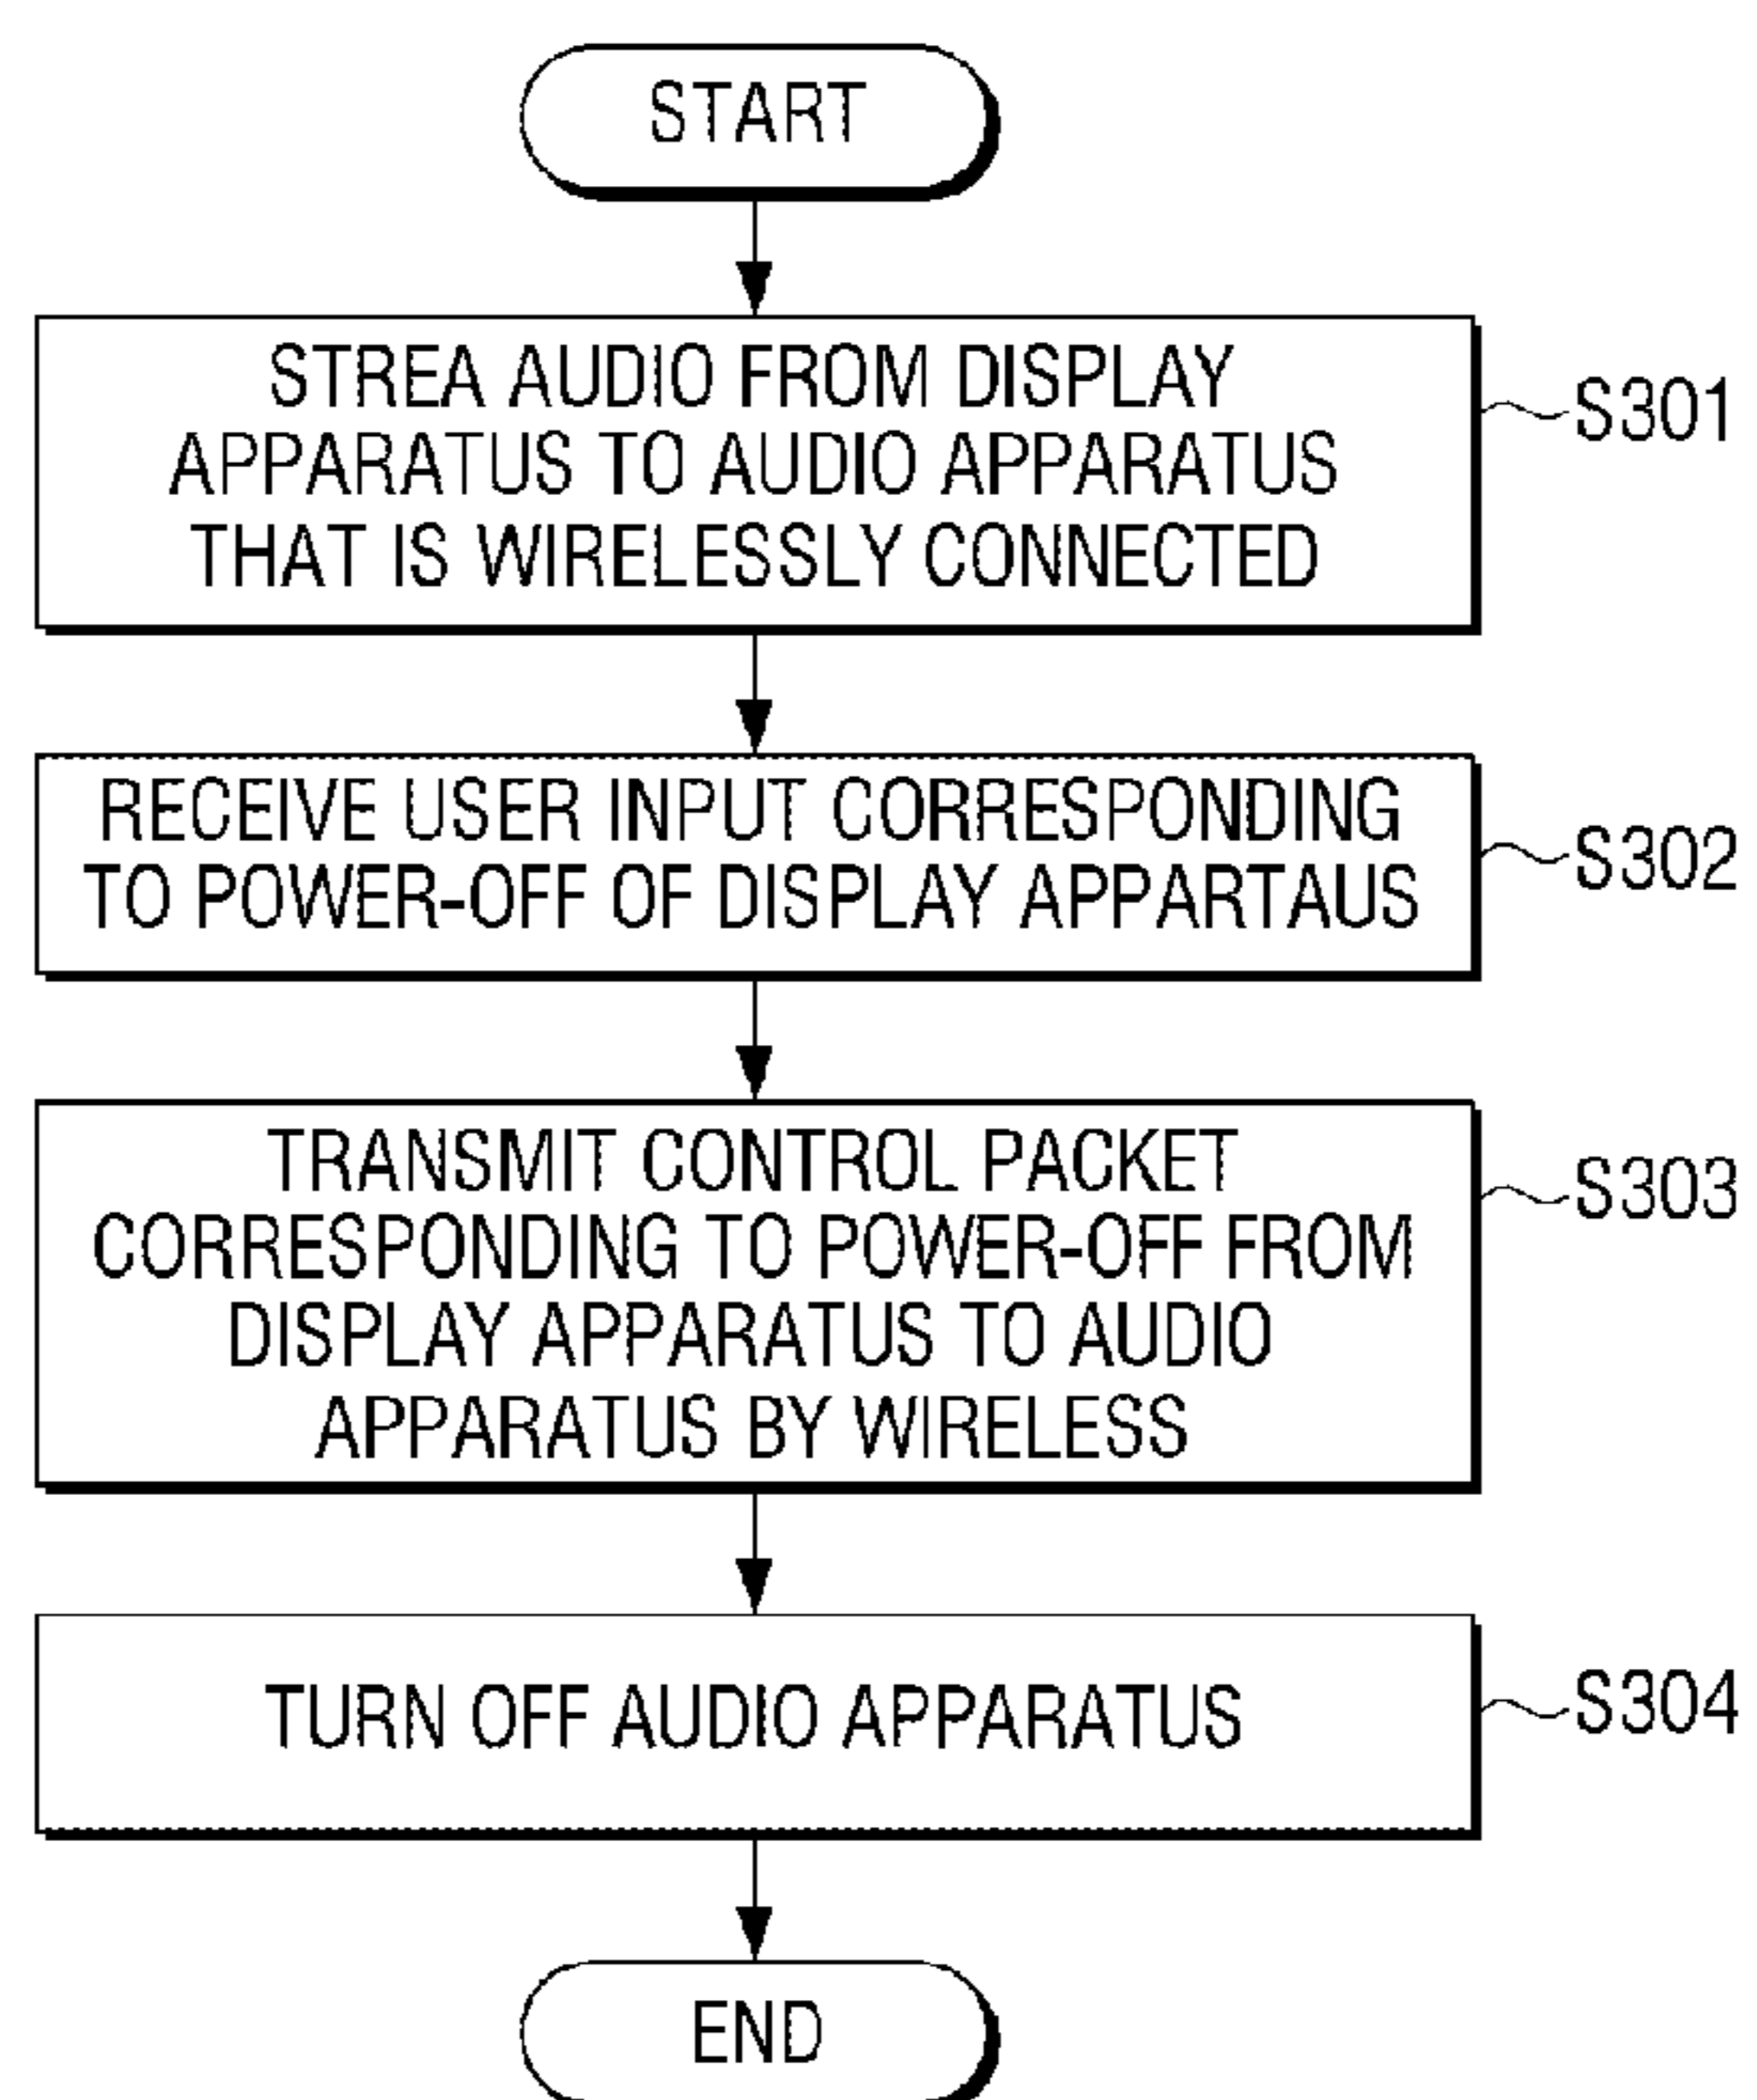 START
STREA AUDIO FROM DISPLAY
APPARATUS TO AUDIO APPARATUS
THAT IS WIRELESSLY CONNECTED
S301
RECEIVE USER INPUT CORRESPONDING
TO POWER-OFF OF DISPLAY APPARTAUS
S302
TRANSMIT CONTROL PACKET
CORRESPONDING TO POWER-OFF FROM
DISPLAY APPARATUS TO AUDIO
APPARATUS BY WIRELESS
S303
TURN OFF AUDIO APPARATUS
S304
END